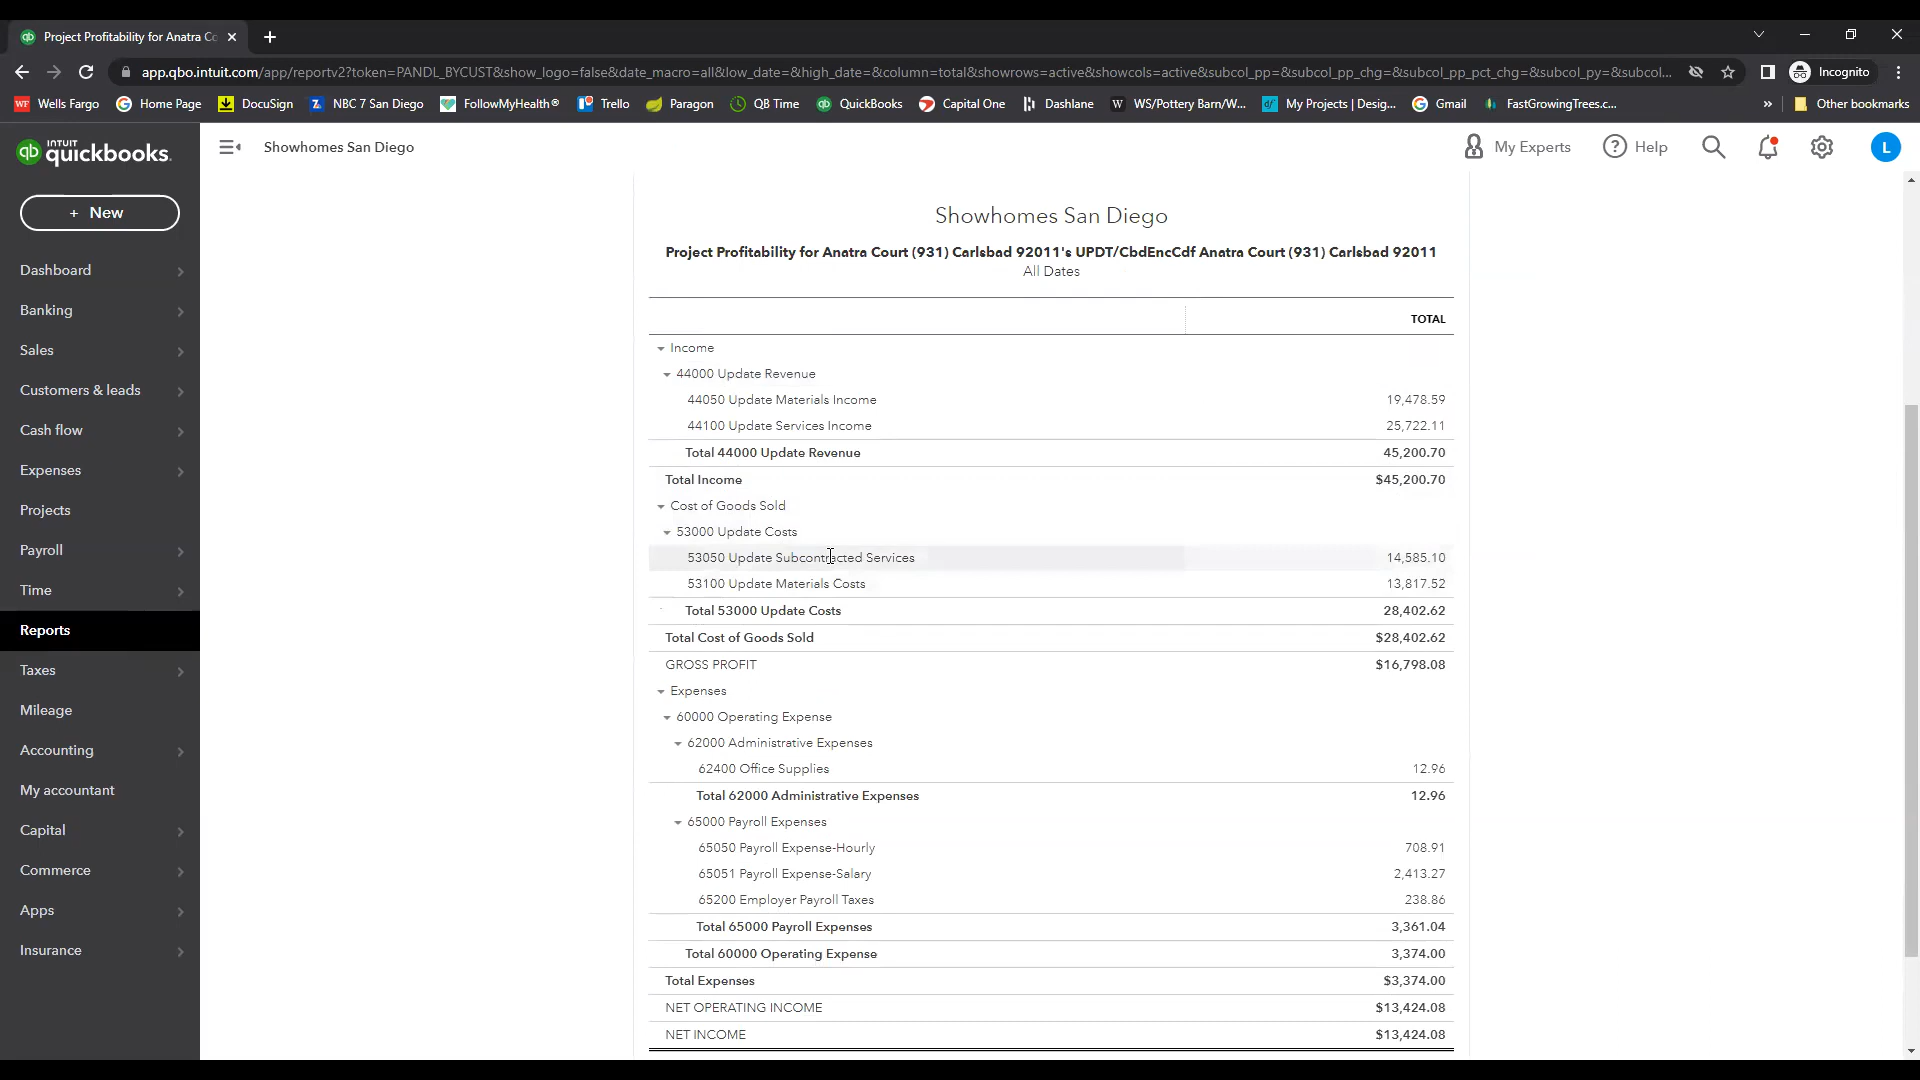 Project Profitability for Anatra Co
app.qbo.intuit.com/app/reportv2?token=PANDL_BYCUST&show_logo=false&date_macro=all&low_date=&high_date=&column=total&showrows=active&showcols=active&subcol_pp=&subcol_pp_chg=&subcol_pp_pct_chg=&subcol_py=&subcol...
Incognito
WF Wells Fargo
Home Page
DocuSign
NBC 7 San Diego
FollowMyHealth®
Trello
Paragon
QB Time
QuickBooks
Capital One
Dashlane
W WS/Pottery Barn/W...
df My Projects | Desig...
Gmail
FastGrowingTrees.c...
»
Other bookmarks
INTUIT
qb quickbooks.
Showhomes San Diego
My Experts
Help
L
+ New
Dashboard
Banking
Sales
Customers & leads
Cash flow
Expenses
Projects
Payroll
Time
Reports
Taxes
Mileage
Accounting
My accountant
Capital
Commerce
Apps
Insurance
Showhomes San Diego
Project Profitability for Anatra Court (931) Carlsbad 92011's UPDT/CbdEncCdf Anatra Court (931) Carlsbad 92011
All Dates
TOTAL
Income
44000 Update Revenue
44050 Update Materials Income 19,478.59
44100 Update Services Income 25,722.11
Total 44000 Update Revenue 45,200.70
Total Income $45,200.70
Cost of Goods Sold
53000 Update Costs
53050 Update Subcontracted Services 14,585.10
53100 Update Materials Costs 13,817.52
Total 53000 Update Costs 28,402.62
Total Cost of Goods Sold $28,402.62
GROSS PROFIT $16,798.08
Expenses
60000 Operating Expense
62000 Administrative Expenses
62400 Office Supplies 12.96
Total 62000 Administrative Expenses 12.96
65000 Payroll Expenses
65050 Payroll Expense-Hourly 708.91
65051 Payroll Expense-Salary 2,413.27
65200 Employer Payroll Taxes 238.86
Total 65000 Payroll Expenses 3,361.04
Total 60000 Operating Expense 3,374.00
Total Expenses $3,374.00
NET OPERATING INCOME $13,424.08
NET INCOME $13,424.08